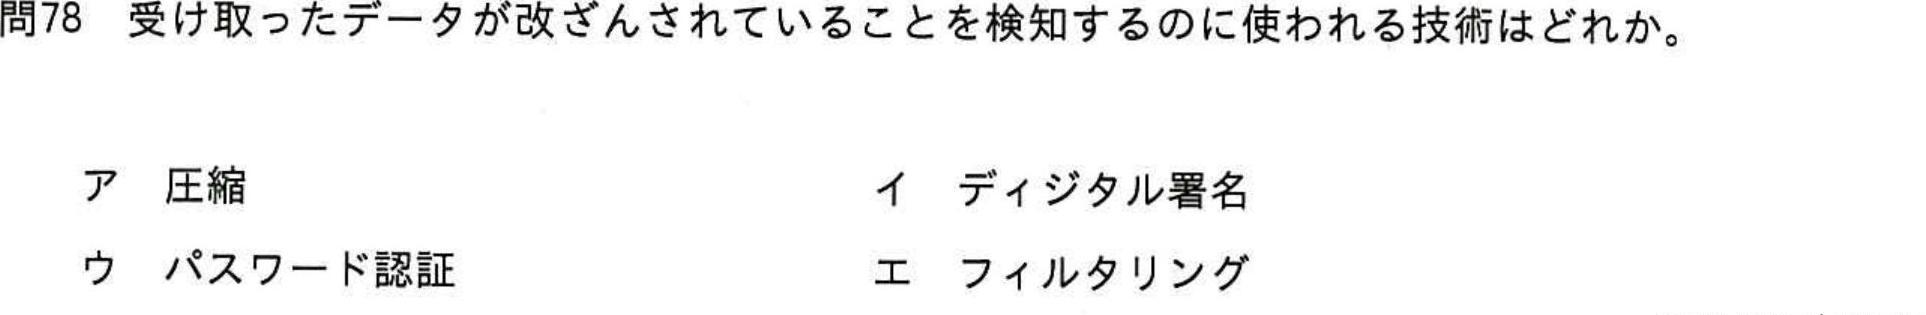 問78 受け取ったデータが改ざんされていることを検知するのに使われる技術はどれか。
ア 圧縮 イ ディジタル署名
ウ パスワード認証 エ フィルタリング